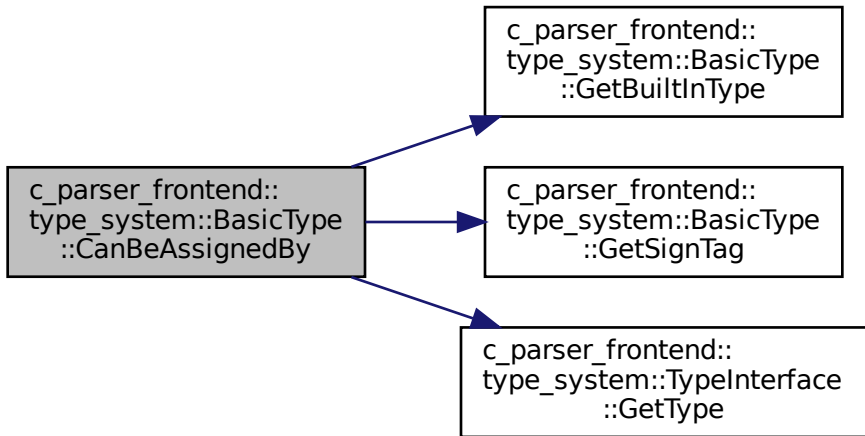 c_parser_frontend::
type_system::BasicType
::CanBeAssignedBy
c_parser_frontend::
type_system::BasicType
::GetBuiltInType
c_parser_frontend::
type_system::BasicType
::GetSignTag
c_parser_frontend::
type_system::TypeInterface
::GetType